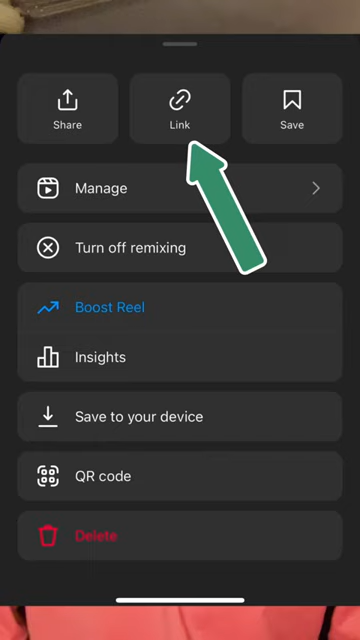 Share
Link
Save
Manage
Turn off remixing
Boost Reel
Insights
Save to your device
QR code
Delete